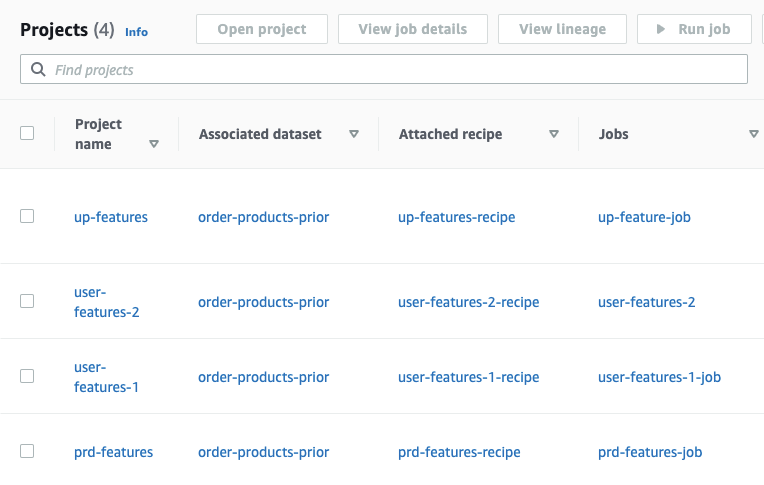 Projects (4) Info Open project View job details View lineage Run job
Find projects
Project name Associated dataset Attached recipe Jobs
up-features order-products-prior up-features-recipe up-feature-job
user-features-2 order-products-prior user-features-2-recipe user-features-2
user-features-1 order-products-prior user-features-1-recipe user-features-1-job
prd-features order-products-prior prd-features-recipe prd-features-job